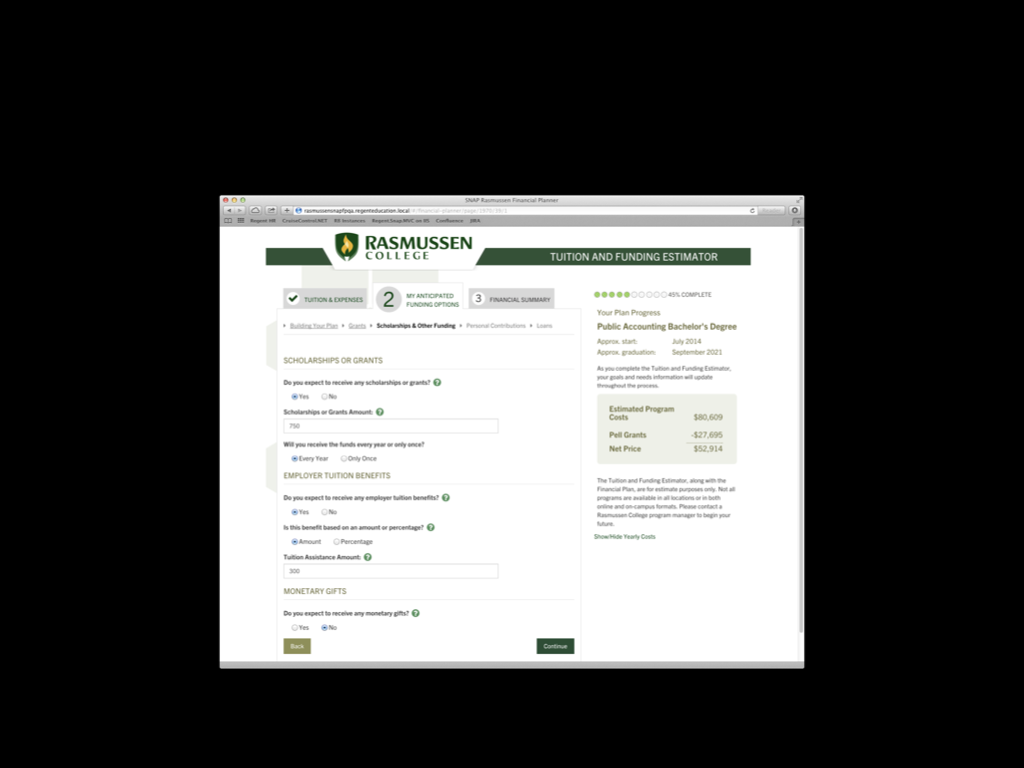 SNAP Rasmussen Financial Planner
rasmussensnapfpqa.regenteducation.local
Reader
Regent HR CruiseControl.NET RX Instances Regent.Snap.MVC on IIS Confluence JIRA
RASMUSSEN
COLLEGE
TUITION AND FUNDING ESTIMATOR
TUITION & EXPENSES
2 MY ANTICIPATED
FUNDING OPTIONS
3 FINANCIAL SUMMARY
Building Your Plan Grants Scholarships & Other Funding Personal Contributions Loans
SCHOLARSHIPS OR GRANTS
Do you expect to receive any scholarships or grants? ?
Yes No
Scholarships or Grants Amount: ?
750
Will you receive the funds every year or only once?
Every Year Only Once
EMPLOYER TUITION BENEFITS
Do you expect to receive any employer tuition benefits? ?
Yes No
Is this benefit based on an amount or percentage? ?
Amount Percentage
Tuition Assistance Amount: ?
300
MONETARY GIFTS
Do you expect to receive any monetary gifts? ?
Yes No
Back Continue
45% COMPLETE
Your Plan Progress
Public Accounting Bachelor's Degree
Approx. start: July 2014
Approx. graduation: September 2021
As you complete the Tuition and Funding Estimator,
your goals and needs information will update
throughout the process.
Estimated Program
Costs $80,609
Pell Grants -$27,695
Net Price $52,914
The Tuition and Funding Estimator, along with the
Financial Plan, are for estimate purposes only. Not all
programs are available in all locations or in both
online and on-campus formats. Please contact a
Rasmussen College program manager to begin your
future.
Show/Hide Yearly Costs